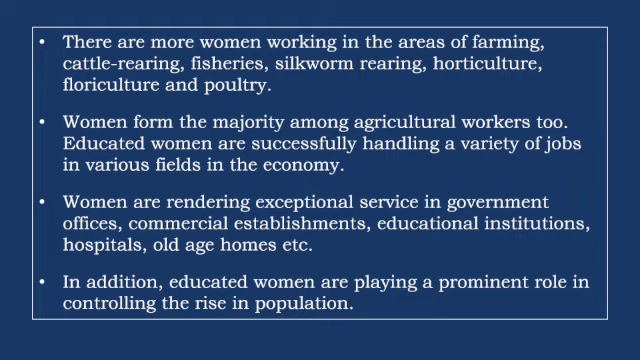 • There are more women working in the areas of farming,
cattle-rearing, fisheries, silkworm rearing, horticulture,
floriculture and poultry.
• Women form the majority among agricultural workers too.
Educated women are successfully handling a variety of jobs
in various fields in the economy.
• Women are rendering exceptional service in government
offices, commercial establishments, educational institutions,
hospitals, old age homes etc.
• In addition, educated women are playing a prominent role in
controlling the rise in population.